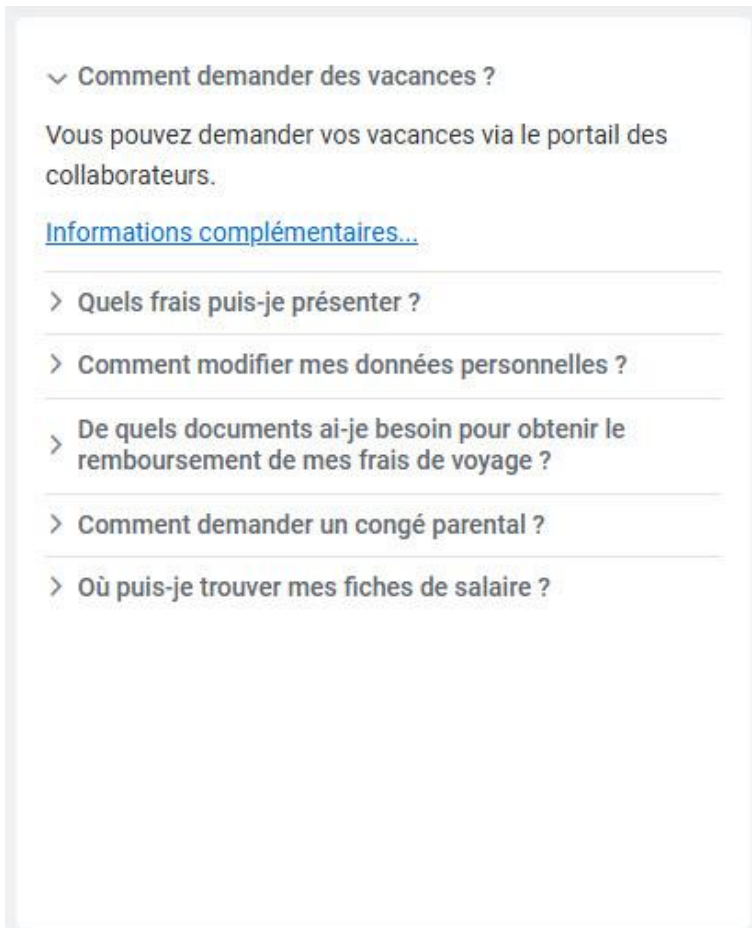 Comment demander des vacances ?
Vous pouvez demander vos vacances via le portail des
collaborateurs.
Informations complémentaires...
Quels frais puis-je présenter ?
Comment modifier mes données personnelles ?
De quels documents ai-je besoin pour obtenir le
remboursement de mes frais de voyage ?
Comment demander un congé parental ?
Où puis-je trouver mes fiches de salaire ?